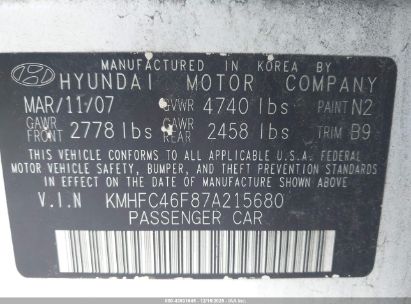 MANUFACTURED IN KOREA BY
HYUNDAI MOTOR COMPANY
MAR/11/07 GVWR 4740 lbs PAINT N2
GAWR FRONT 2778 lbs GAWR REAR 2458 lbs TRIM B9
THIS VEHICLE CONFORMS TO ALL APPLICABLE U.S.A. FEDERAL
MOTOR VEHICLE SAFETY, BUMPER, AND THEFT PREVENTION
STANDARDS IN EFFECT ON THE DATE OF MANUFACTURE
SHOWN ABOVE.
V.I.N KMHFC46F87A215680
PASSENGER CAR